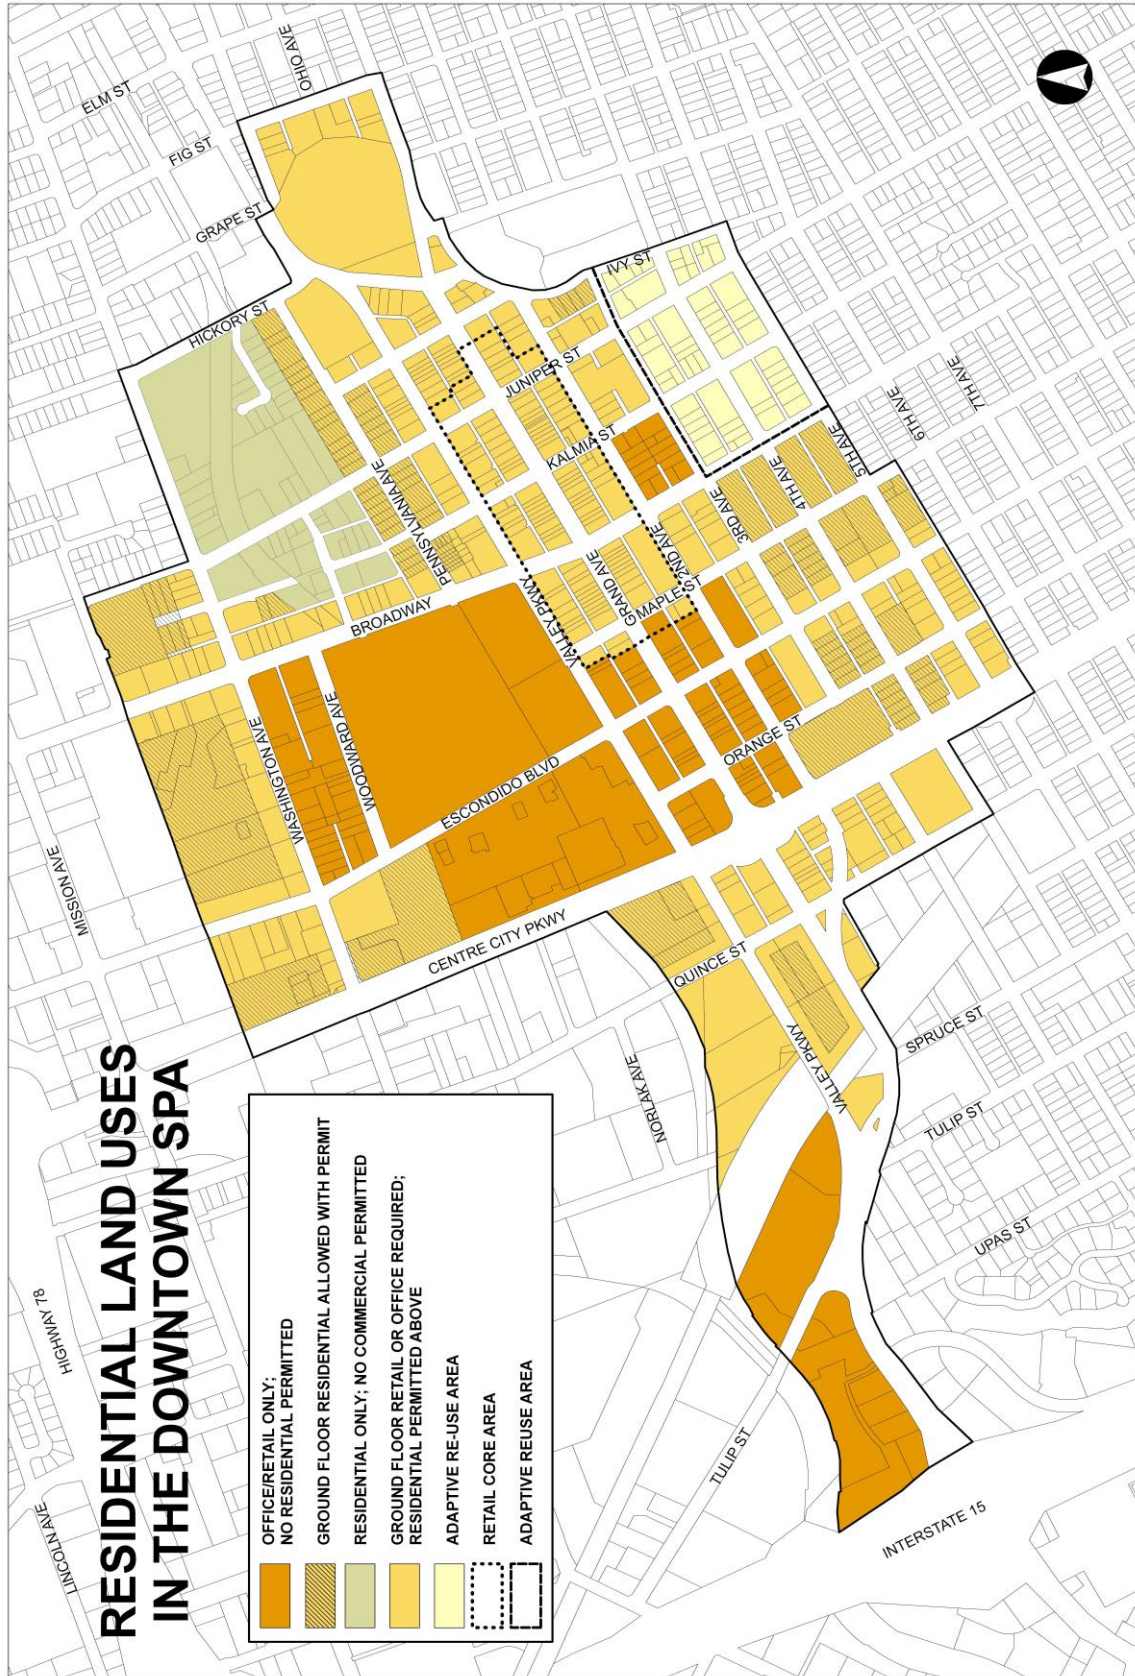 RESIDENTIAL LAND USES
IN THE DOWNTOWN SPA
OFFICE/RETAIL ONLY;
NO RESIDENTIAL PERMITTED
GROUND FLOOR RESIDENTIAL ALLOWED WITH PERMIT
RESIDENTIAL ONLY; NO COMMERCIAL PERMITTED
GROUND FLOOR RETAIL OR OFFICE REQUIRED;
RESIDENTIAL PERMITTED ABOVE
ADAPTIVE RE-USE AREA
RETAIL CORE AREA
ADAPTIVE REUSE AREA
LINCOLN AVE
HIGHWAY 78
MISSION AVE
WASHINGTON AVE
WOODWARD AVE
BROADWAY
ESCONDIDO BLVD
CENTRE CITY PKWY
PENNSYLVANIA AVE
HICKORY ST
GRAPE ST
FIG ST
ELM ST
OHIO AVE
IVY ST
JUNIPER ST
KALMIA ST
VALLEY PKWY
GRAND AVE
MAPLE ST
2ND AVE
3RD AVE
4TH AVE
5TH AVE
6TH AVE
7TH AVE
ORANGE ST
QUINCE ST
VALLEY PKWY
NORLAK AVE
SPRUCE ST
TULIP ST
UPAS ST
TULIP ST
INTERSTATE 15